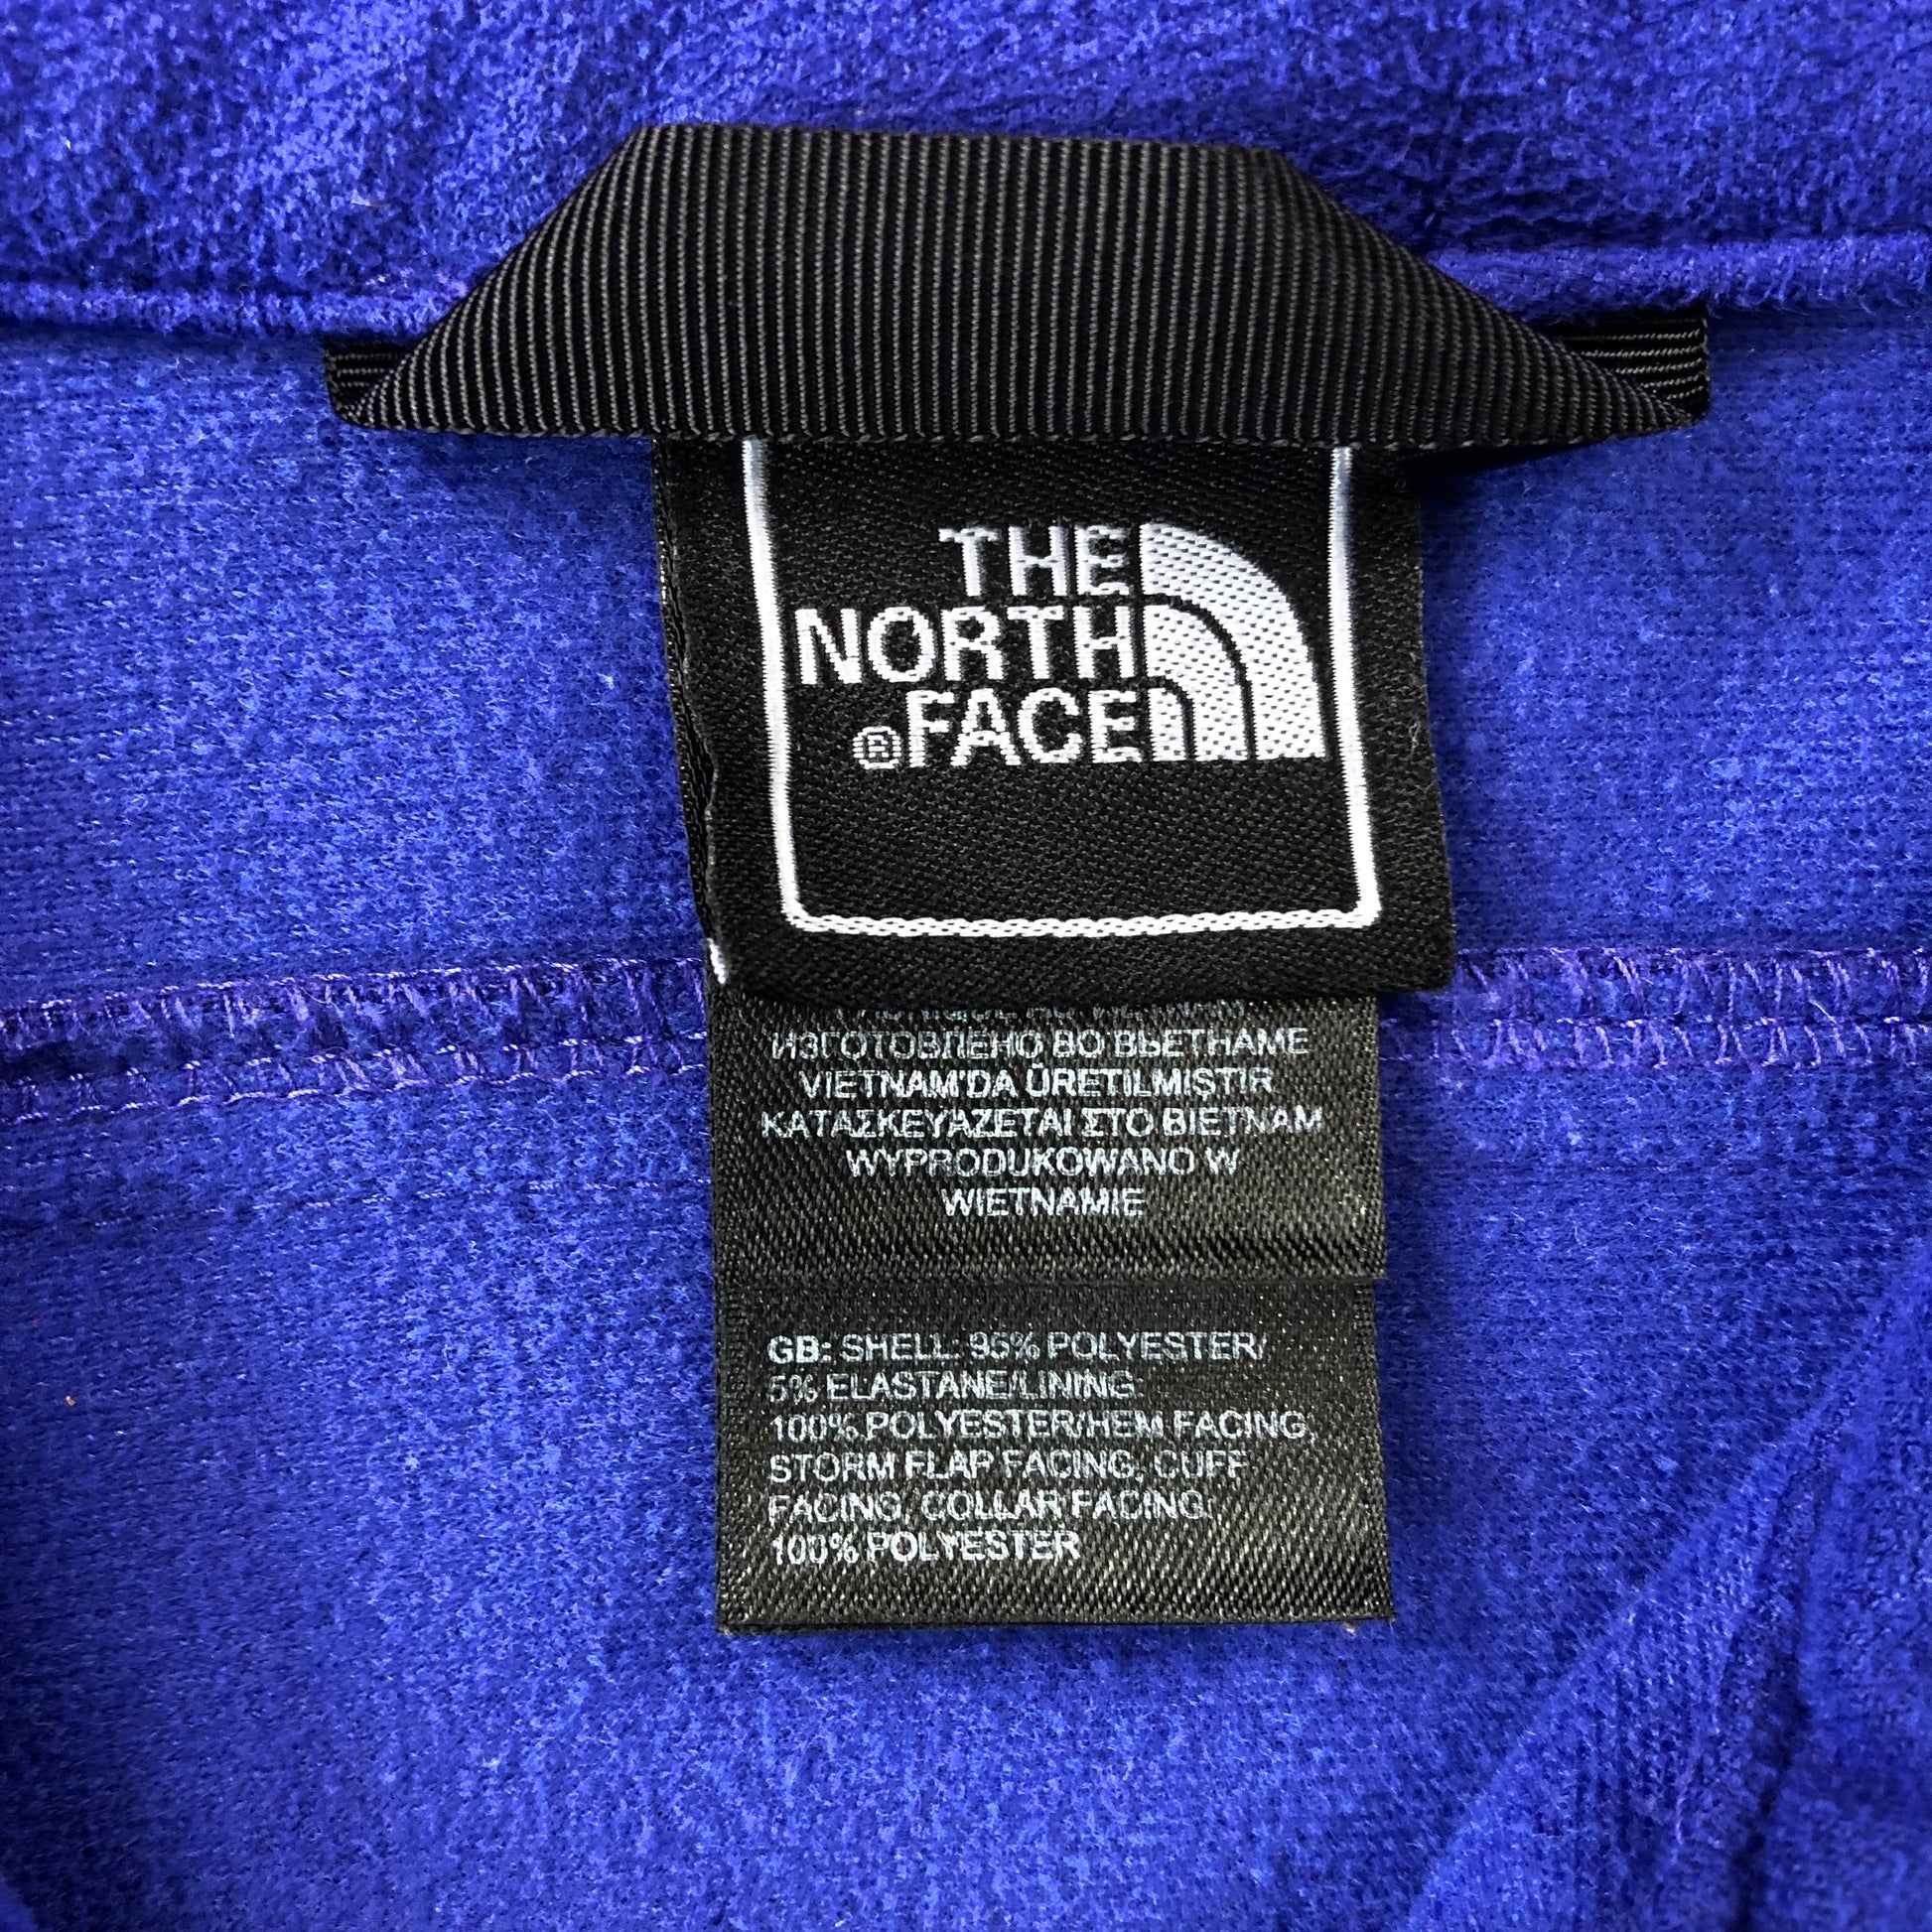 THE
NORTH
®FACE
VIETNAM
ИЗГОТОВЛЕНО ВО ВЬЕТНАМЕ
VIETNAM'DA ÜRETILMIŞTIR
ΚΑΤΑΣΚΕΥΑΖΕΤΑΙ ΣΤΟ ΒΙΕΤΝΑΜ
WYPRODUKOWANO W
WIETNAMIE
GB: SHELL: 95% POLYESTER/
5% ELASTANE/LINING
100% POLYESTER/HEM FACING,
STORM FLAP FACING, CUFF
FACING, COLLAR FACING:
100% POLYESTER